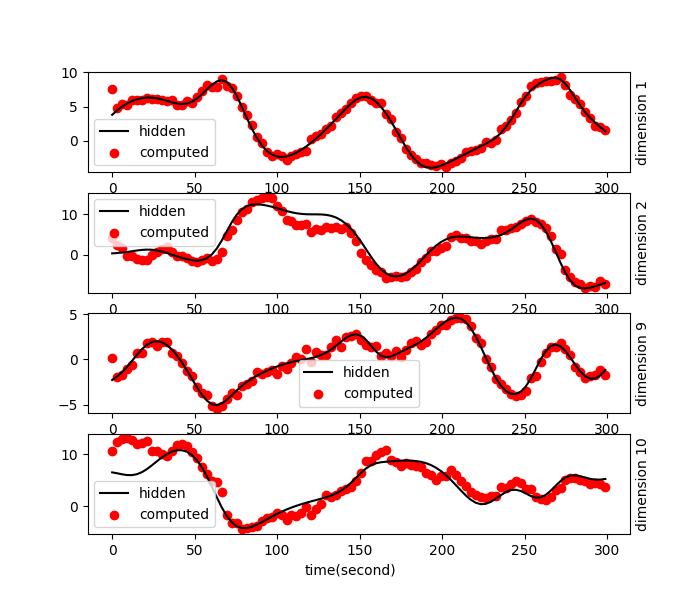 10
5
0
hidden
computed
dimension 1
0 50 100 150 200 250 300
10
0
hidden
computed
dimension 2
0 50 100 150 200 250 300
5
0
−5
hidden
computed
dimension 9
0 50 100 150 200 250 300
10
0
hidden
computed
dimension 10
0 50 100 150 200 250 300
time(second)